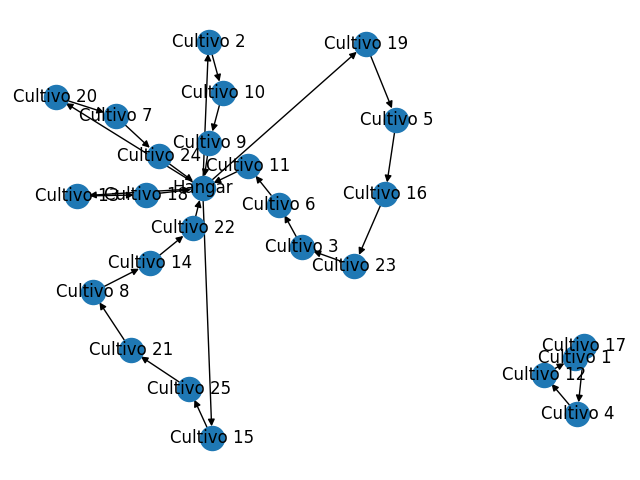 Cultivo 2
Cultivo 19
Cultivo 20
Cultivo 10
Cultivo 7
Cultivo 5
Cultivo 9
Cultivo 24
Cultivo 11
Hangar
Cultivo 13
Cultivo 18
Cultivo 16
Cultivo 6
Cultivo 22
Cultivo 3
Cultivo 14
Cultivo 23
Cultivo 8
Cultivo 17
Cultivo 21
Cultivo 1
Cultivo 12
Cultivo 25
Cultivo 4
Cultivo 15